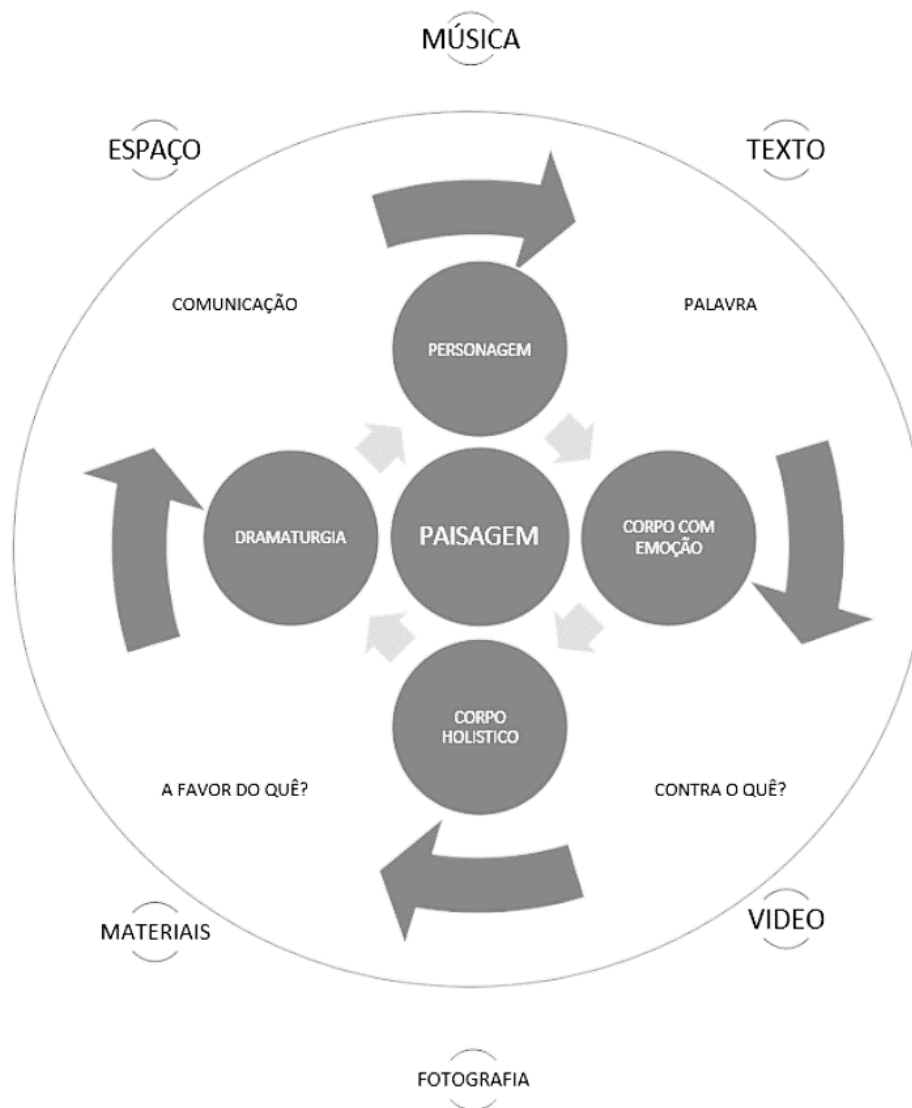 MÚSICA
ESPAÇO
TEXTO
COMUNICAÇÃO
PALAVRA
PERSONAGEM
DRAMATURGIA
PAISAGEM
CORPO COM
EMOÇÃO
CORPO
HOLISTICO
A FAVOR DO QUÊ?
CONTRA O QUÊ?
MATERIAIS
VIDEO
FOTOGRAFIA